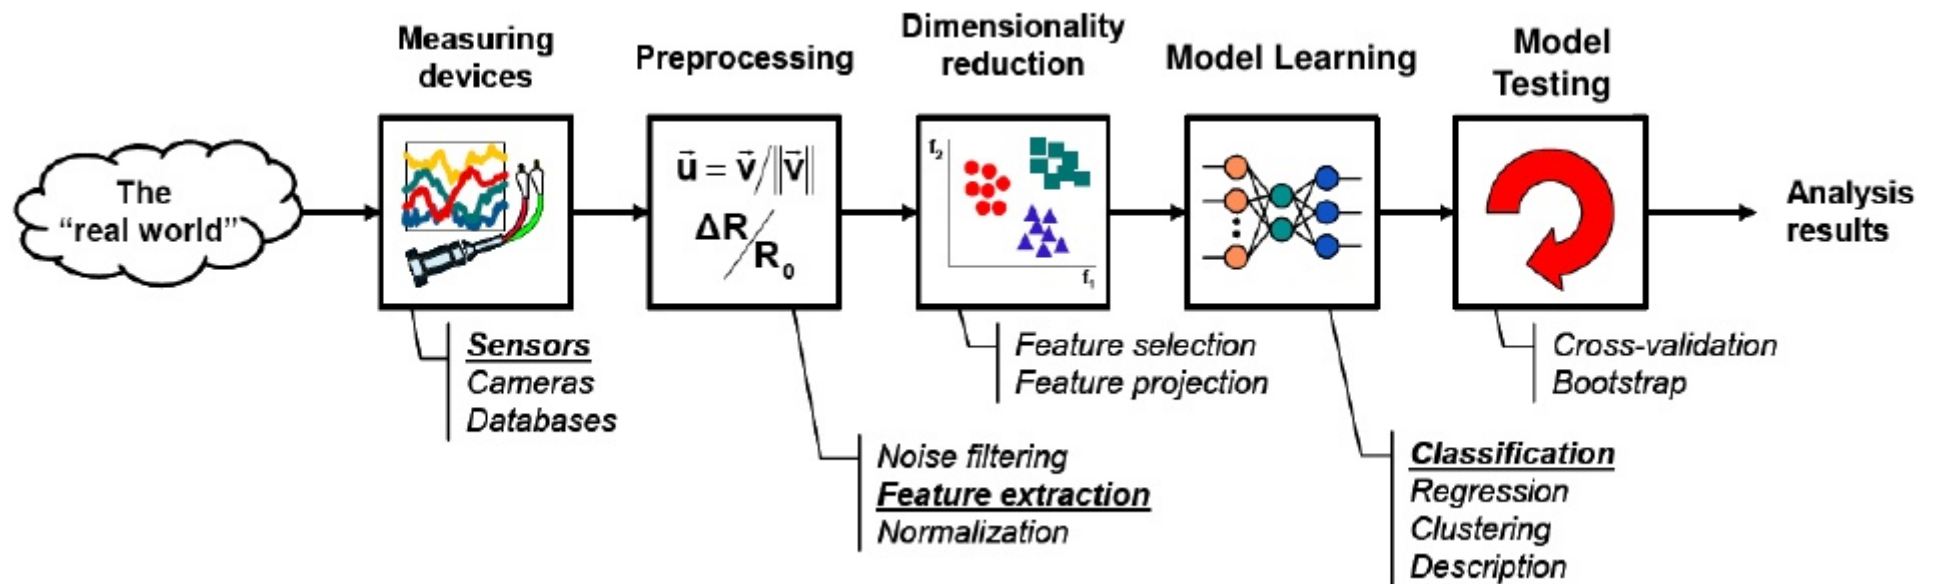 Measuring
devices
Preprocessing
Dimensionality
reduction
Model Learning
Model
Testing
The
“real world”
u⃗ = v⃗/‖v⃗‖
ΔR/R₀
f₂
f₁
Analysis
results
Sensors
Cameras
Databases
Noise filtering
Feature extraction
Normalization
Feature selection
Feature projection
Classification
Regression
Clustering
Description
Cross-validation
Bootstrap